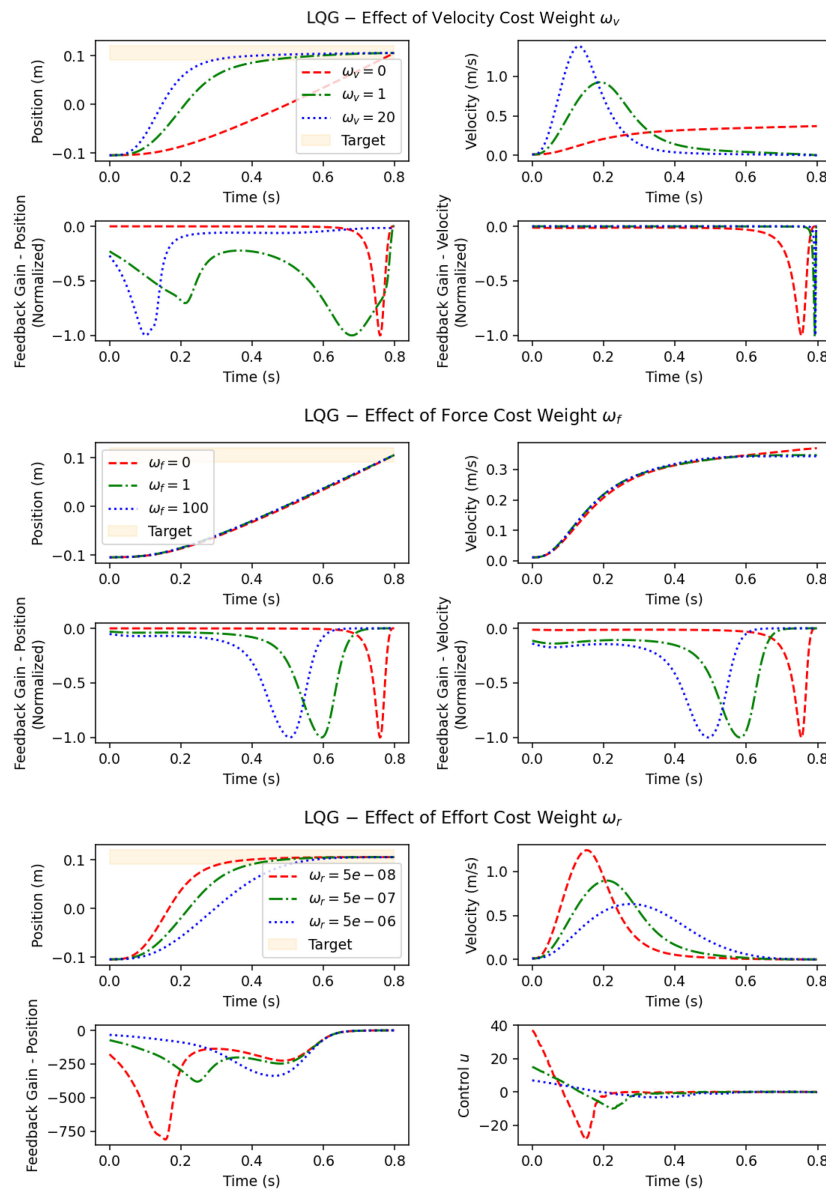 LQG − Effect of Velocity Cost Weight ωᵥ
Position (m)
0.1
0.0
−0.1
ωᵥ = 0
ωᵥ = 1
ωᵥ = 20
Target
0.0 0.2 0.4 0.6 0.8
Time (s)
Velocity (m/s)
1.0
0.5
0.0
0.0 0.2 0.4 0.6 0.8
Time (s)
Feedback Gain - Position
(Normalized)
0.0
−0.5
−1.0
0.0 0.2 0.4 0.6 0.8
Time (s)
Feedback Gain - Velocity
(Normalized)
0.0
−0.5
−1.0
0.0 0.2 0.4 0.6 0.8
Time (s)
LQG − Effect of Force Cost Weight ω_f
Position (m)
0.1
0.0
−0.1
ω_f = 0
ω_f = 1
ω_f = 100
Target
0.0 0.2 0.4 0.6 0.8
Time (s)
Velocity (m/s)
0.3
0.2
0.1
0.0
0.0 0.2 0.4 0.6 0.8
Time (s)
Feedback Gain - Position
(Normalized)
0.0
−0.5
−1.0
0.0 0.2 0.4 0.6 0.8
Time (s)
Feedback Gain - Velocity
(Normalized)
0.0
−0.5
−1.0
0.0 0.2 0.4 0.6 0.8
Time (s)
LQG − Effect of Effort Cost Weight ωᵣ
Position (m)
0.1
0.0
−0.1
ωᵣ = 5e − 08
ωᵣ = 5e − 07
ωᵣ = 5e − 06
Target
0.0 0.2 0.4 0.6 0.8
Time (s)
Velocity (m/s)
1.0
0.5
0.0
0.0 0.2 0.4 0.6 0.8
Time (s)
Feedback Gain - Position
0
−250
−500
−750
0.0 0.2 0.4 0.6 0.8
Time (s)
Control u
40
20
0
−20
0.0 0.2 0.4 0.6 0.8
Time (s)